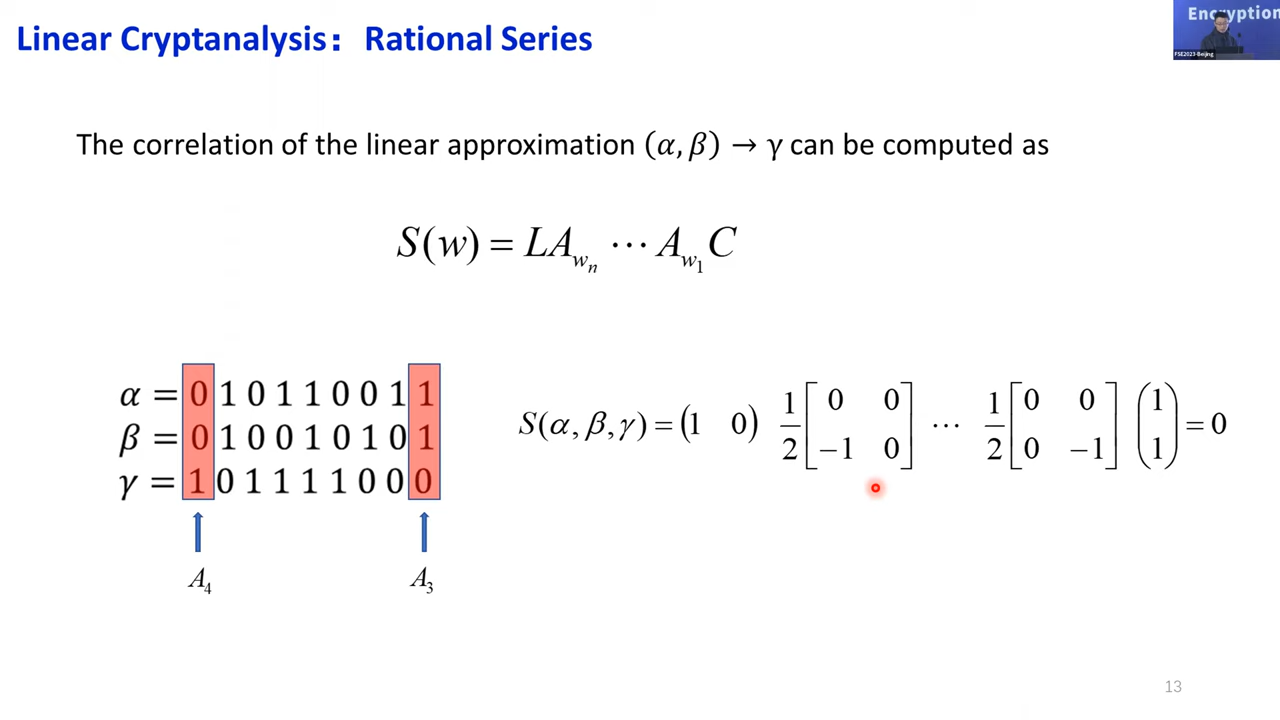 Linear Cryptanalysis: Rational Series
Encryption
FSE2023-Beijing
The correlation of the linear approximation (α, β) → γ can be computed as
S(w) = LA_{w_n} ⋯ A_{w_1} C
α = 0 1 0 1 1 0 0 1 1
β = 0 1 0 0 1 0 1 0 1
γ = 1 0 1 1 1 1 0 0 0
S(α, β, γ) = (1 0) 1/2 [0 0; −1 0] ⋯ 1/2 [0 0; 0 −1] (1; 1) = 0
A_4 A_3
13